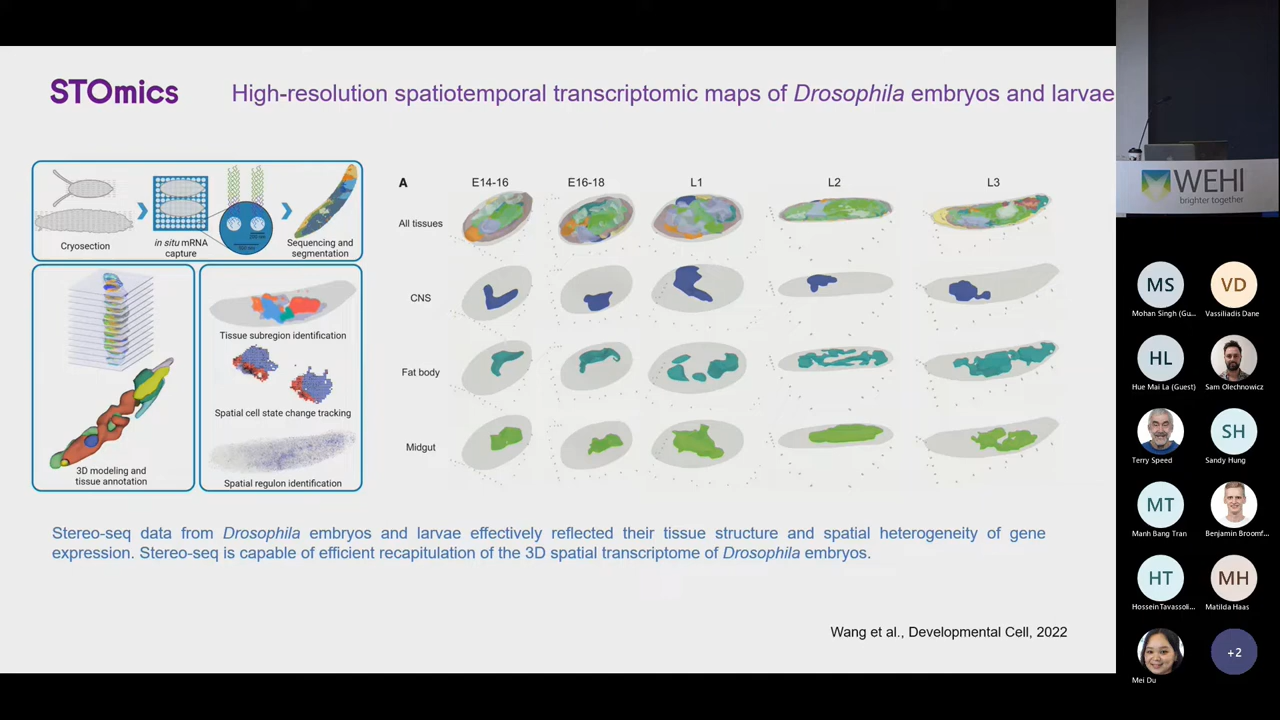 STOmics
High-resolution spatiotemporal transcriptomic maps of Drosophila embryos and larvae
Cryosection
in situ mRNA
capture
Sequencing and
segmentation
3D modeling and
tissue annotation
Tissue subregion identification
Spatial cell state change tracking
Spatial regulon identification
A
E14-16
E16-18
L1
L2
L3
All tissues
CNS
Fat body
Midgut
Stereo-seq data from Drosophila embryos and larvae effectively reflected their tissue structure and spatial heterogeneity of gene
expression. Stereo-seq is capable of efficient recapitulation of the 3D spatial transcriptome of Drosophila embryos.
Wang et al., Developmental Cell, 2022
WEHI
brighter together
MS
Mohan Singh (Gu...
VD
Vassiliadis Dane
HL
Hue Mai La (Guest)
Sam Olechnowicz
Terry Speed
SH
Sandy Hung
MT
Manh Bang Tran
Benjamin Broomf...
HT
Hossein Tavassoli...
MH
Matilda Haas
Mei Du
+2